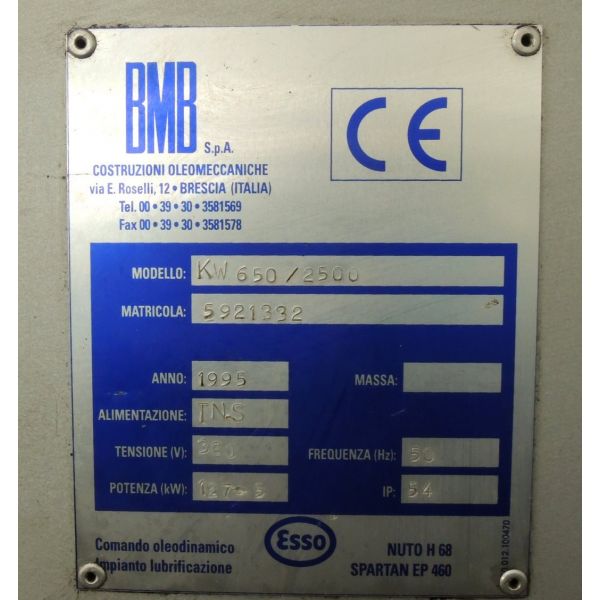 BMB S.p.A.
CE
COSTRUZIONI OLEOMECCANICHE
via E. Roselli, 12 • BRESCIA (ITALIA)
Tel. 00 • 39 • 30 • 3581569
Fax 00 • 39 • 30 • 3581578
MODELLO: KW 650/2500
MATRICOLA: 5921332
ANNO: 1995 MASSA:
ALIMENTAZIONE:
TENSIONE (V): 380 FREQUENZA (Hz): 50
POTENZA (kW): IP: 54
Comando oleodinamico Esso NUTO H 68
Impianto lubrificazione SPARTAN EP 460